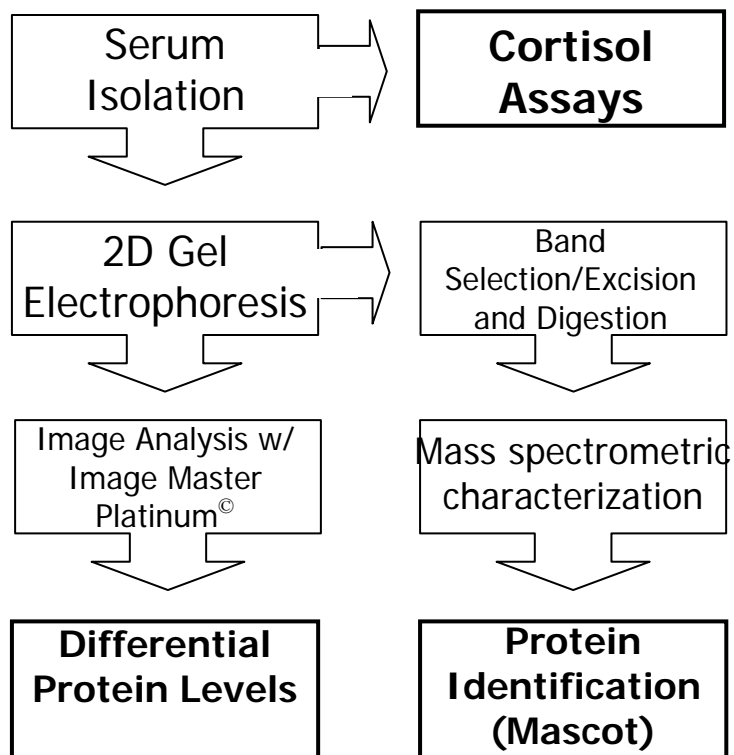 Serum
Isolation
Cortisol
Assays
2D Gel
Electrophoresis
Band
Selection/Excision
and Digestion
Image Analysis w/
Image Master
Platinum©
Mass spectrometric
characterization
Differential
Protein Levels
Protein
Identification
(Mascot)